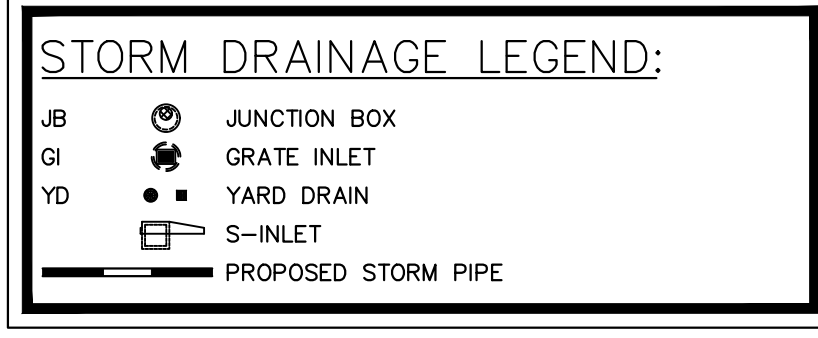 STORM DRAINAGE LEGEND:
JB JUNCTION BOX
GI GRATE INLET
YD YARD DRAIN
S-INLET
PROPOSED STORM PIPE